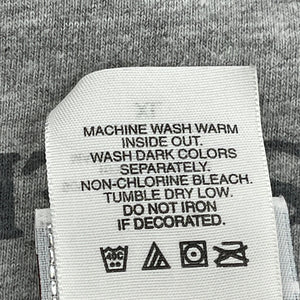 MACHINE WASH WARM
INSIDE OUT.
WASH DARK COLORS
SEPARATELY.
NON-CHLORINE BLEACH.
TUMBLE DRY LOW.
DO NOT IRON
IF DECORATED.
40C